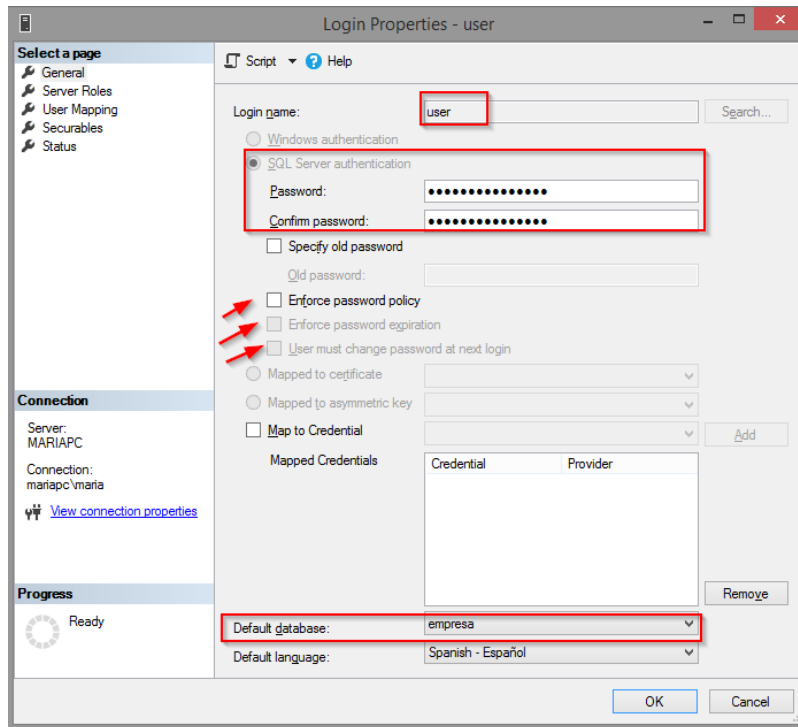 Login Properties - user
Select a page
General
Server Roles
User Mapping
Securables
Status
Script Help
Login name: user Search...
Windows authentication
SQL Server authentication
Password: ●●●●●●●●●●●●●●●
Confirm password: ●●●●●●●●●●●●●●●
Specify old password
Old password:
Enforce password policy
Enforce password expiration
User must change password at next login
Mapped to certificate
Mapped to asymmetric key
Map to Credential Add
Mapped Credentials Credential Provider
Remove
Default database: empresa
Default language: Spanish - Español
Connection
Server:
MARIAPC
Connection:
mariapc\maria
View connection properties
Progress
Ready
OK Cancel